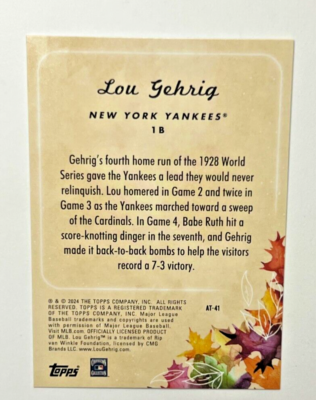 Lou Gehrig
NEW YORK YANKEES®
1B
Gehrig's fourth home run of the 1928 World
Series gave the Yankees a lead they would never
relinquish. Lou homered in Game 2 and twice in
Game 3 as the Yankees marched toward a sweep
of the Cardinals. In Game 4, Babe Ruth hit a
score-knotting dinger in the seventh, and Gehrig
made it back-to-back bombs to help the visitors
record a 7-3 victory.
® & © 2024 THE TOPPS COMPANY, INC. ALL RIGHTS
RESERVED. TOPPS IS A REGISTERED TRADEMARK
OF THE TOPPS COMPANY, INC. Major League
Baseball trademarks and copyrights are used
with permission of Major League Baseball.
Visit MLB.com. OFFICIALLY LICENSED PRODUCT
OF MLB. Lou Gehrig™ is a trademark of Rip
van Winkle Foundation, licensed by CMG
Brands LLC. www.LouGehrig.com
AT-41
Topps